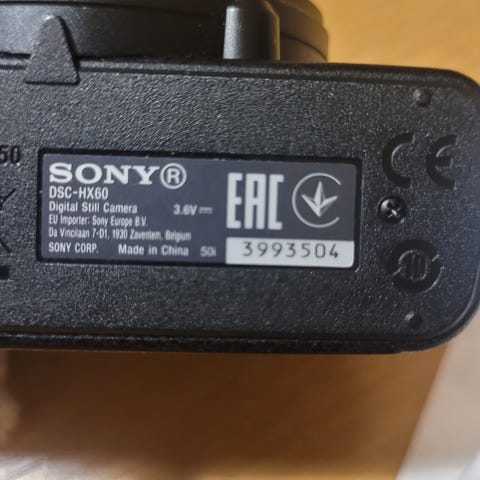 50
SONY®
DSC-HX60
Digital Still Camera 3.6V⎓
EU Importer: Sony Europe B.V.
Da Vincilaan 7-D1, 1930 Zaventem, Belgium
SONY CORP. Made in China 50i
EAC
3993504
CE